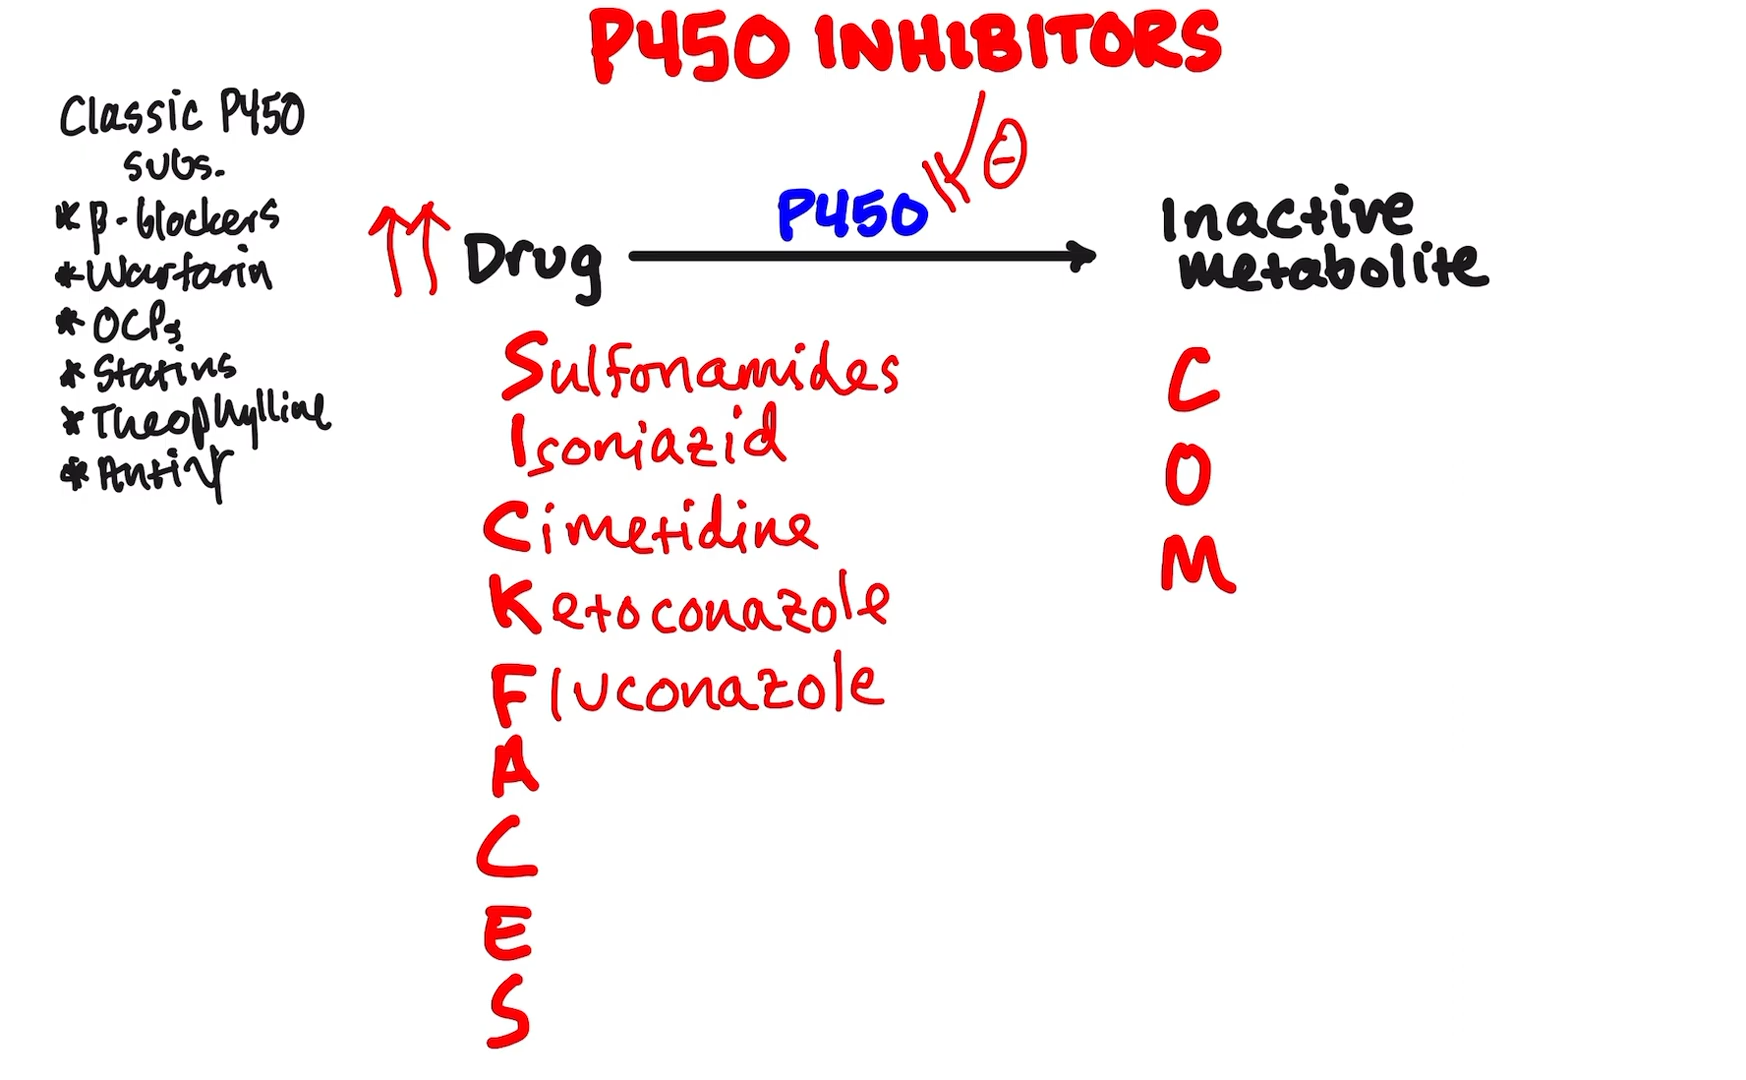 P450 INHIBITORS
Classic P450
subs.
* β-blockers
* Warfarin
* OCPs
* Statins
* Theophylline
* Antiψ
↑↑ Drug
P450
⊖
Inactive
metabolite
Sulfonamides
Isoniazid
Cimetidine
Ketoconazole
Fluconazole
A
C
E
S
C
O
M